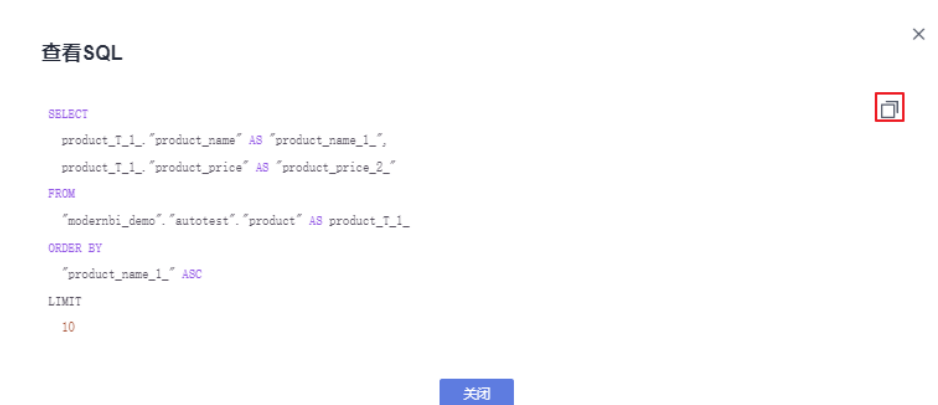 查看SQL
SELECT
product_T_1_."product_name" AS "product_name_1_",
product_T_1_."product_price" AS "product_price_2_"
FROM
"modernbi_demo"."autotest"."product" AS product_T_1_
ORDER BY
"product_name_1_" ASC
LIMIT
10
关闭